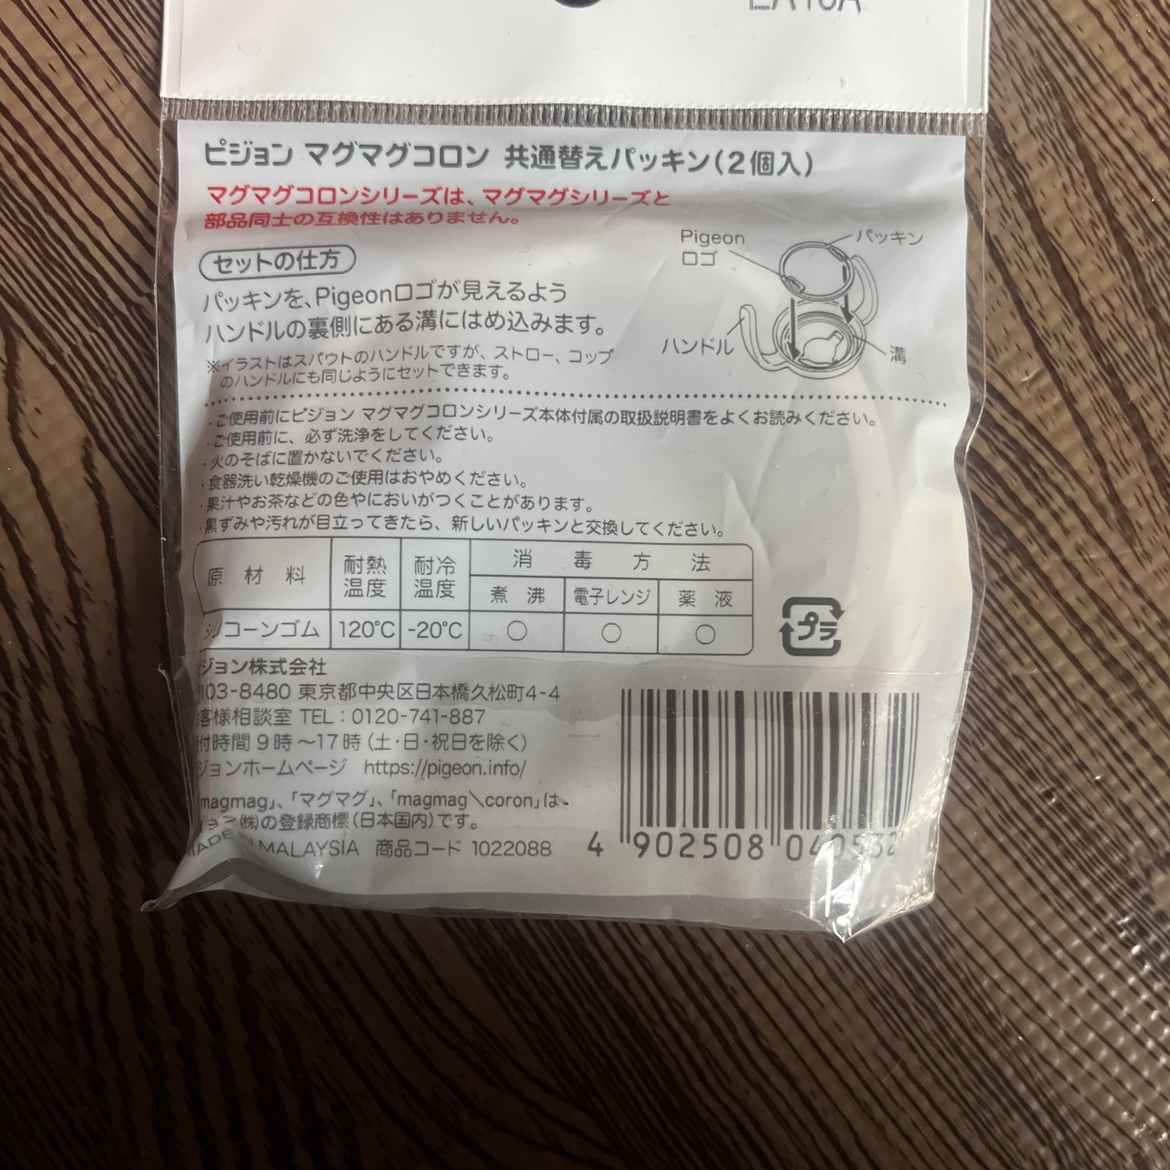 ピジョン マグマグコロン 共通替えパッキン(2個入)
マグマグコロンシリーズは、マグマグシリーズと
部品同士の互換性はありません。
セットの仕方
パッキンを、Pigeonロゴが見えるよう
ハンドルの裏側にある溝にはめ込みます。
※イラストはスパウトのハンドルですが、ストロー、コップ
のハンドルにも同じようにセットできます。
Pigeon
ロゴ
パッキン
ハンドル
溝
・ご使用前にピジョン マグマグコロンシリーズ本体付属の取扱説明書をよくお読みください。
・ご使用前に、必ず洗浄をしてください。
・火のそばに置かないでください。
・食器洗い乾燥機のご使用はおやめください。
・果汁やお茶などの色やにおいがつくことがあります。
・黒ずみや汚れが目立ってきたら、新しいパッキンと交換してください。
原材料 耐熱温度 耐冷温度 消毒方法
煮沸 電子レンジ 薬液
シリコーンゴム 120℃ -20℃ ○ ○ ○
プラ
ピジョン株式会社
103-8480 東京都中央区日本橋久松町4-4
客様相談室 TEL:0120-741-887
付時間 9時〜17時(土・日・祝日を除く)
ジョンホームページ https://pigeon.info/
magmag」、「マグマグ」、「magmag\coron」は、
ジョン(株)の登録商標(日本国内)です。
MADE IN MALAYSIA 商品コード 1022088
4 902508